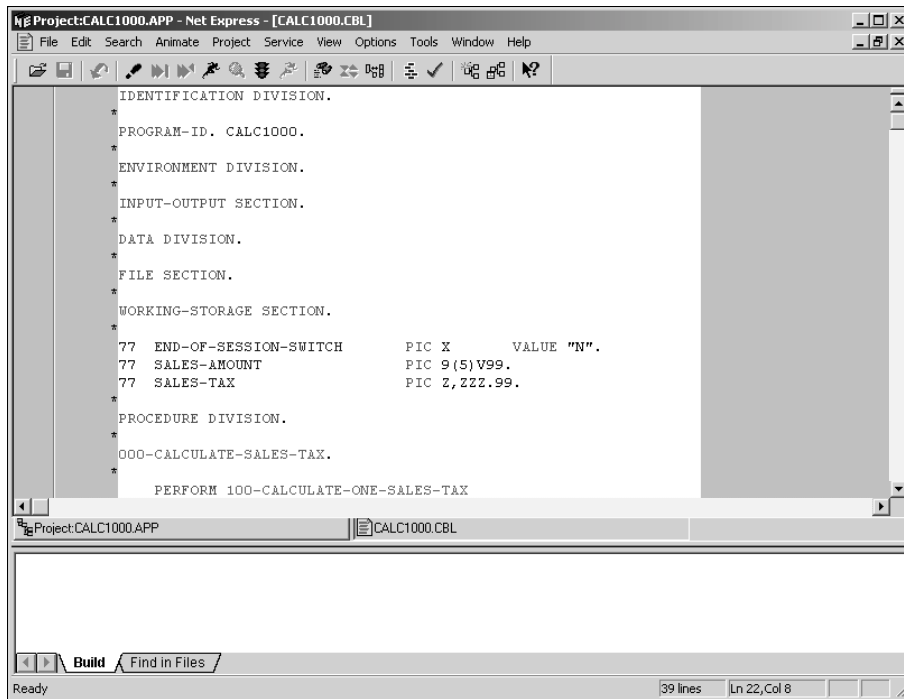 Project:CALC1000.APP - Net Express - [CALC1000.CBL]
File Edit Search Animate Project Service View Options Tools Window Help
IDENTIFICATION DIVISION.
*
PROGRAM-ID. CALC1000.
*
ENVIRONMENT DIVISION.
*
INPUT-OUTPUT SECTION.
*
DATA DIVISION.
*
FILE SECTION.
*
WORKING-STORAGE SECTION.
*
77 END-OF-SESSION-SWITCH PIC X VALUE "N".
77 SALES-AMOUNT PIC 9(5)V99.
77 SALES-TAX PIC Z,ZZZ.99.
*
PROCEDURE DIVISION.
*
000-CALCULATE-SALES-TAX.
*
PERFORM 100-CALCULATE-ONE-SALES-TAX
Project:CALC1000.APP CALC1000.CBL
Build Find in Files
Ready 39 lines Ln 22,Col 8